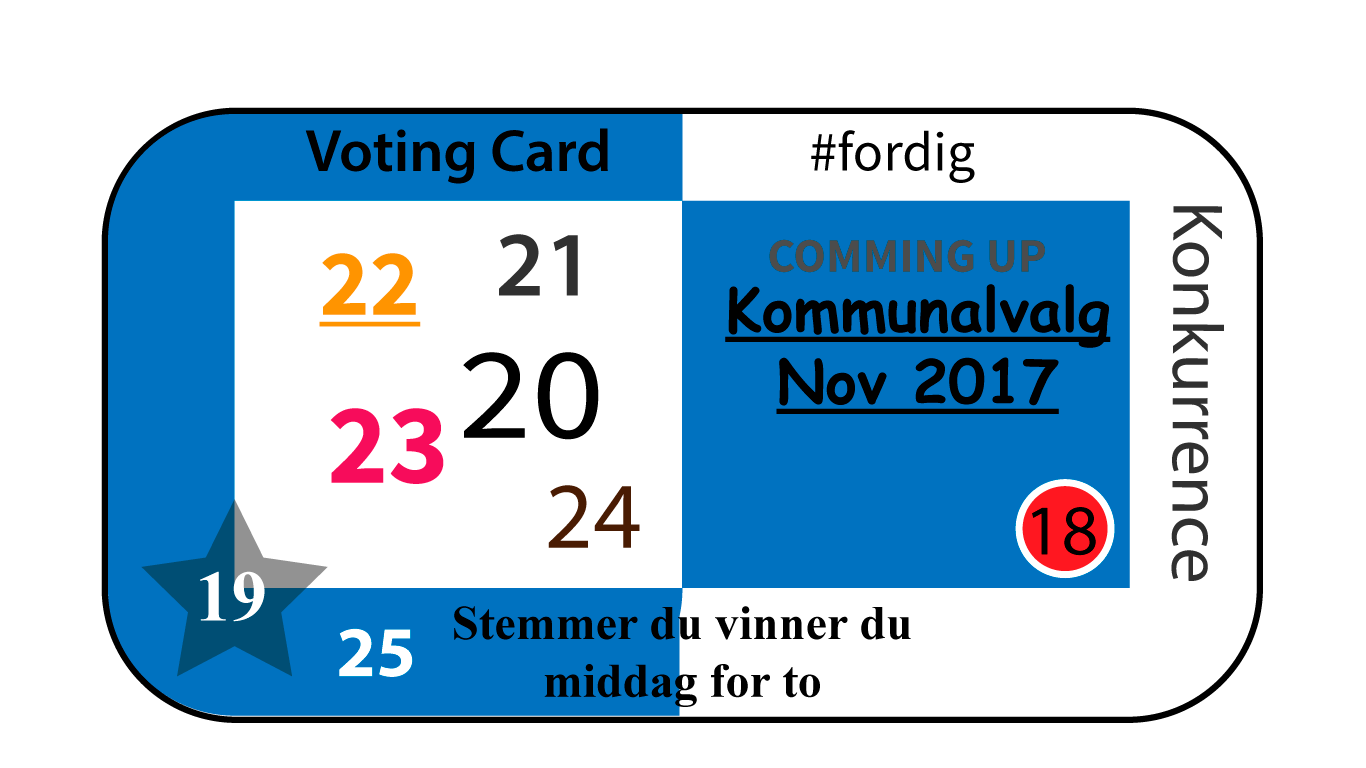 Voting Card
#fordig
22
21
20
23
24
19
25
COMMING UP
Kommunalvalg
Nov 2017
18
Konkurrence
Stemmer du vinner du
middag for to